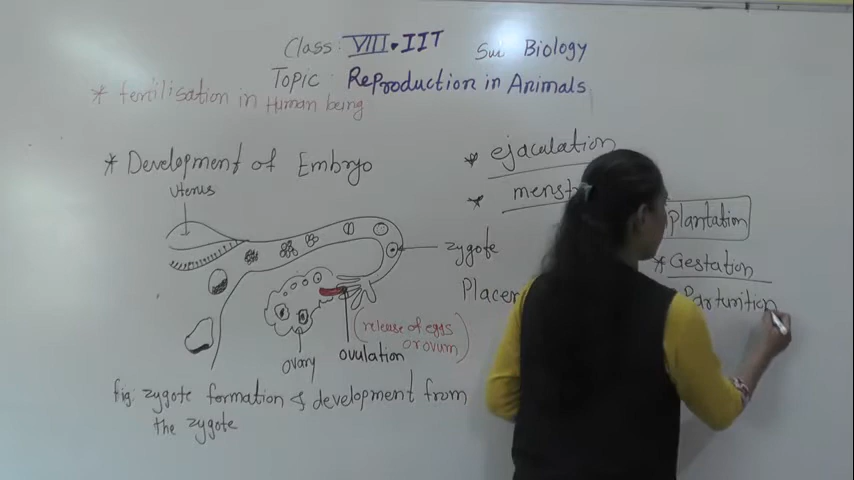 Class: VIII. IIT Sub Biology
Topic: Reproduction in Animals
* fertilisation in Human being
* Development of Embryo
uterus
zygote
ovary
ovulation
(release of eggs or ovum)
fig: zygote formation & development from
the zygote
* ejaculation
* menst
plantation
* Gestation
Placen
Parturition